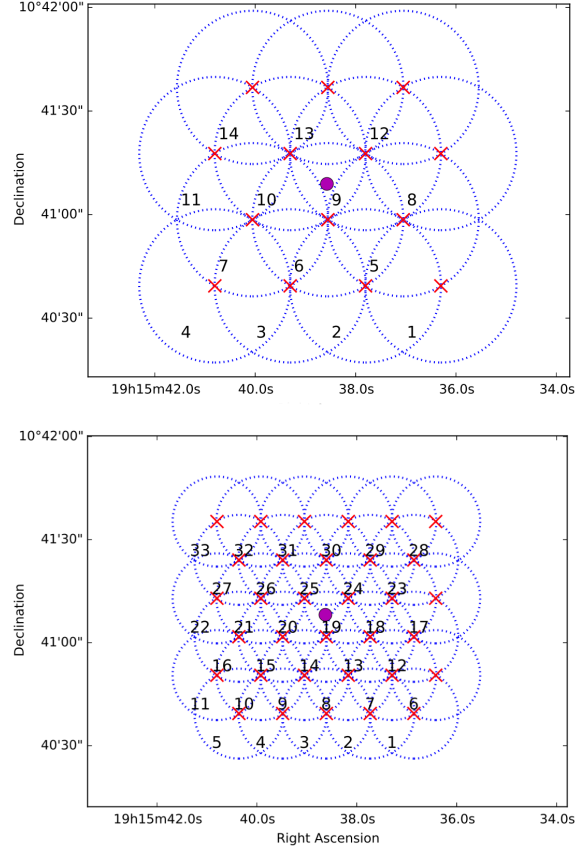 10°42'00"
41'30"
14 13 12
11 10 9 8
41'00"
7 6 5
40'30"
4 3 2 1
Declination
19h15m42.0s 40.0s 38.0s 36.0s 34.0s
10°42'00"
41'30"
33 32 31 30 29 28
27 26 25 24 23
22 21 20 19 18 17
41'00"
16 15 14 13 12
11 10 9 8 7 6
40'30"
5 4 3 2 1
Declination
19h15m42.0s 40.0s 38.0s 36.0s 34.0s
Right Ascension